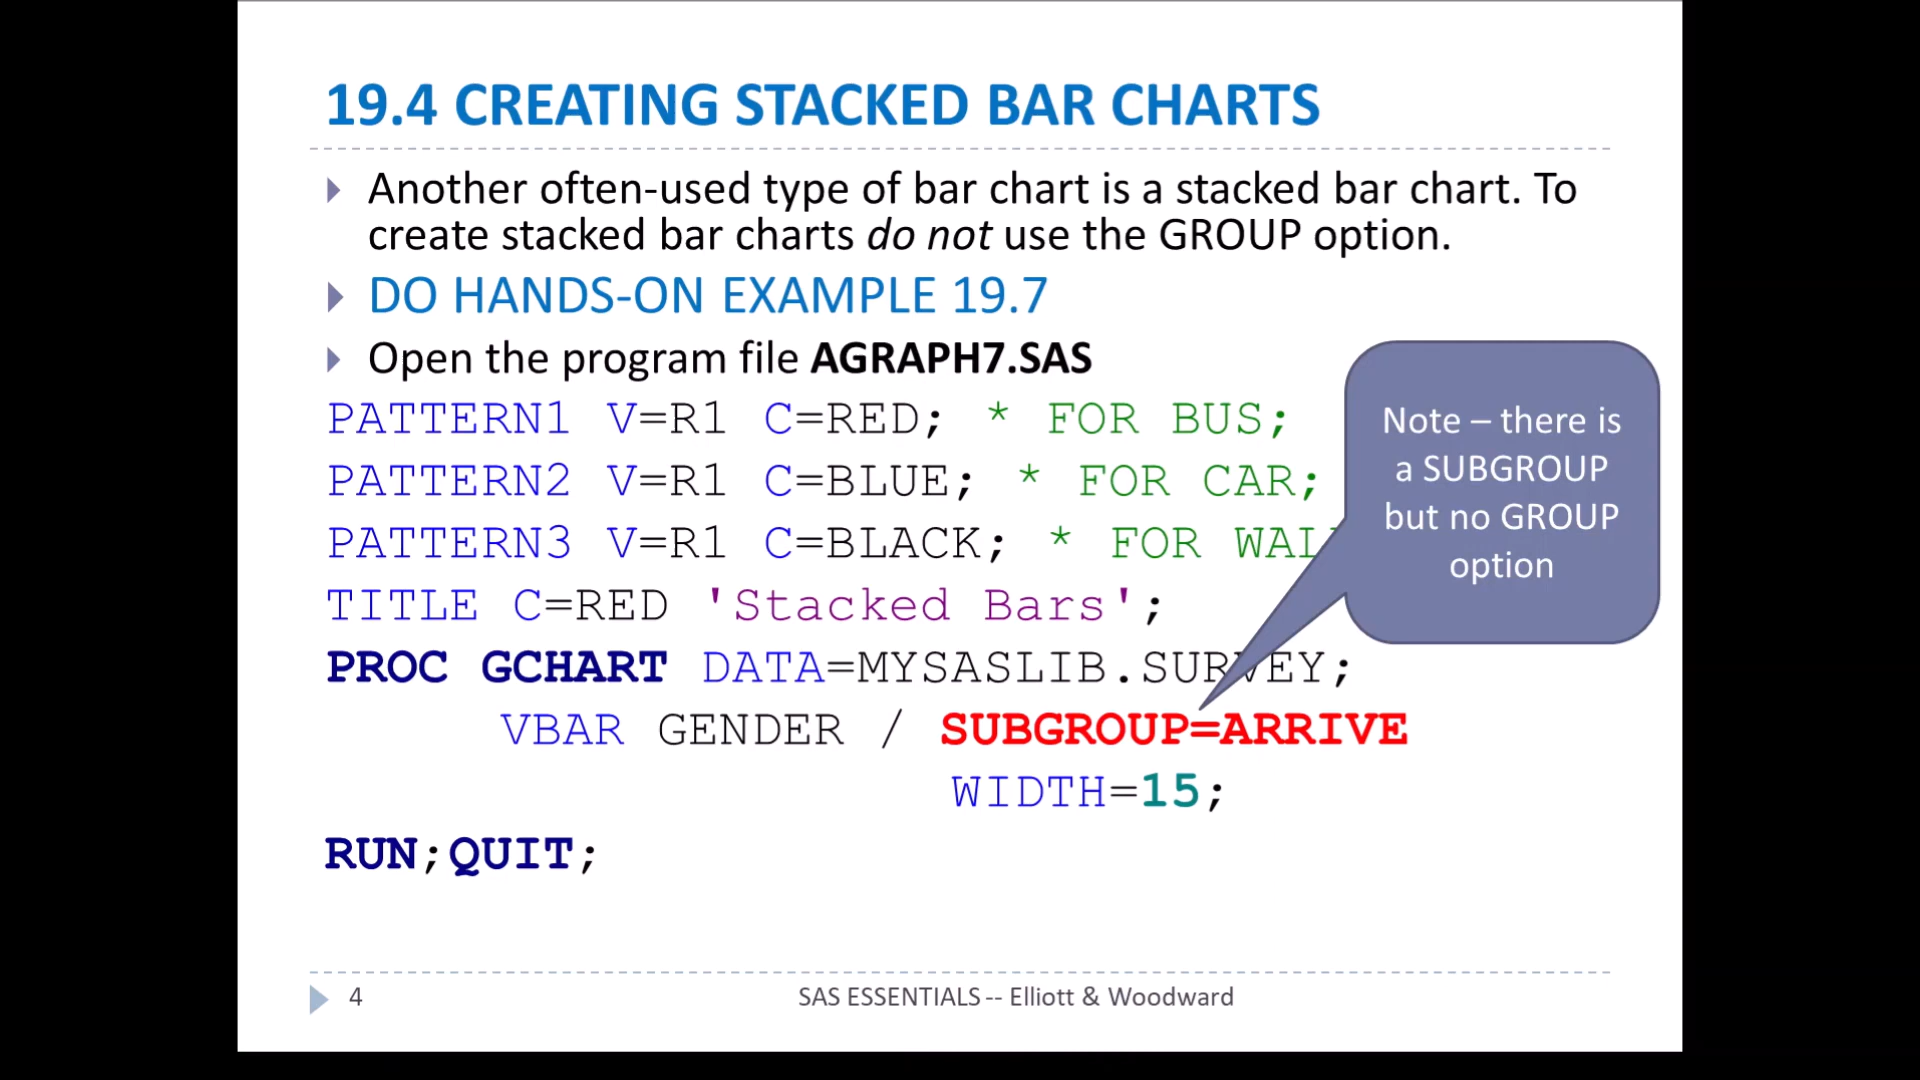 19.4 CREATING STACKED BAR CHARTS
Another often-used type of bar chart is a stacked bar chart. To
create stacked bar charts do not use the GROUP option.
DO HANDS-ON EXAMPLE 19.7
Open the program file AGRAPH7.SAS
PATTERN1 V=R1 C=RED; * FOR BUS;
PATTERN2 V=R1 C=BLUE; * FOR CAR;
PATTERN3 V=R1 C=BLACK; * FOR WAL
TITLE C=RED 'Stacked Bars';
PROC GCHART DATA=MYSASLIB.SURVEY;
VBAR GENDER / SUBGROUP=ARRIVE
WIDTH=15;
RUN;QUIT;
Note – there is
a SUBGROUP
but no GROUP
option
4
SAS ESSENTIALS -- Elliott & Woodward